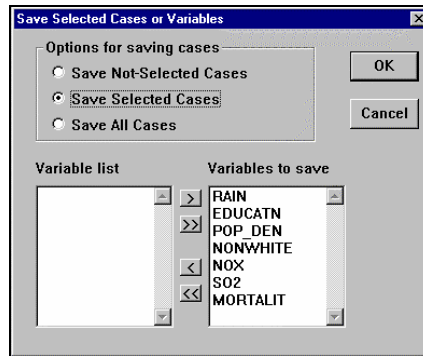 Save Selected Cases or Variables
Options for saving cases
Save Not-Selected Cases
Save Selected Cases
Save All Cases
OK
Cancel
Variable list
Variables to save
>
>>
<
<<
RAIN
EDUCATN
POP_DEN
NONWHITE
NOX
SO2
MORTALIT